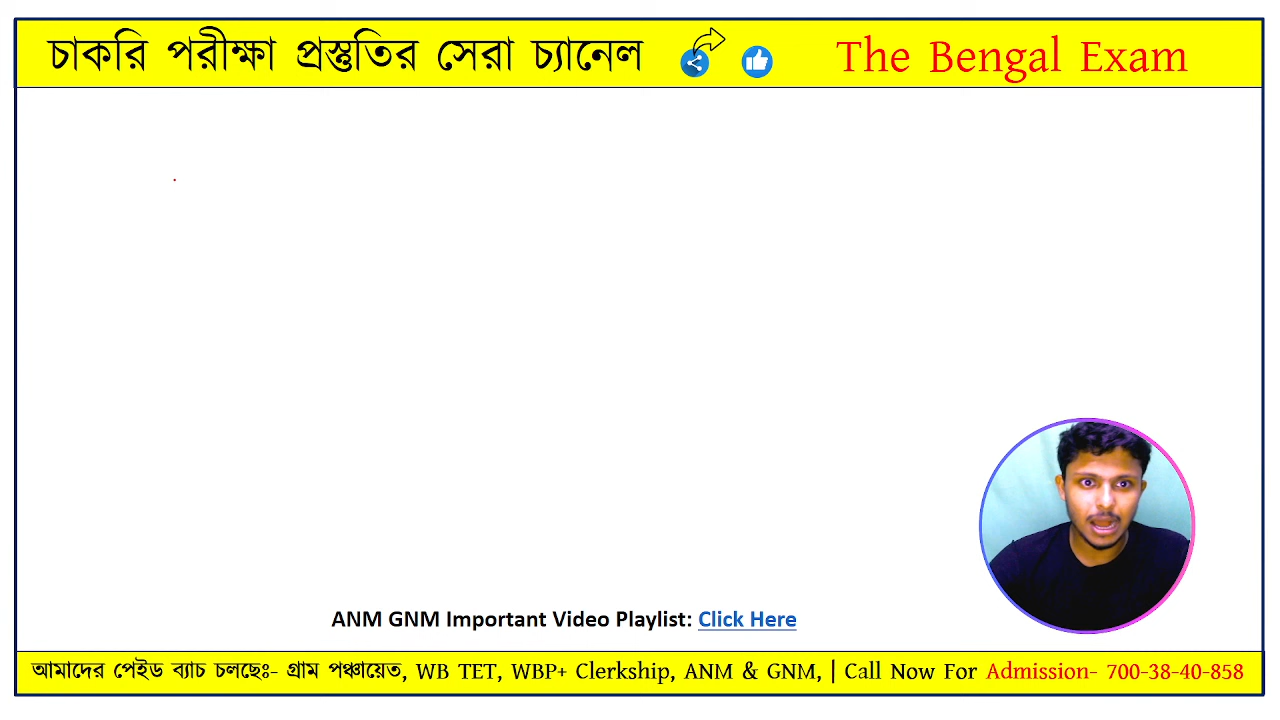 চাকরি পরীক্ষা প্রস্তুতির সেরা চ্যানেল The Bengal Exam
ANM GNM Important Video Playlist: Click Here
আমাদের পেইড ব্যাচ চলছেঃ- গ্রাম পঞ্চায়েত, WB TET, WBP+ Clerkship, ANM & GNM, | Call Now For Admission- 700-38-40-858